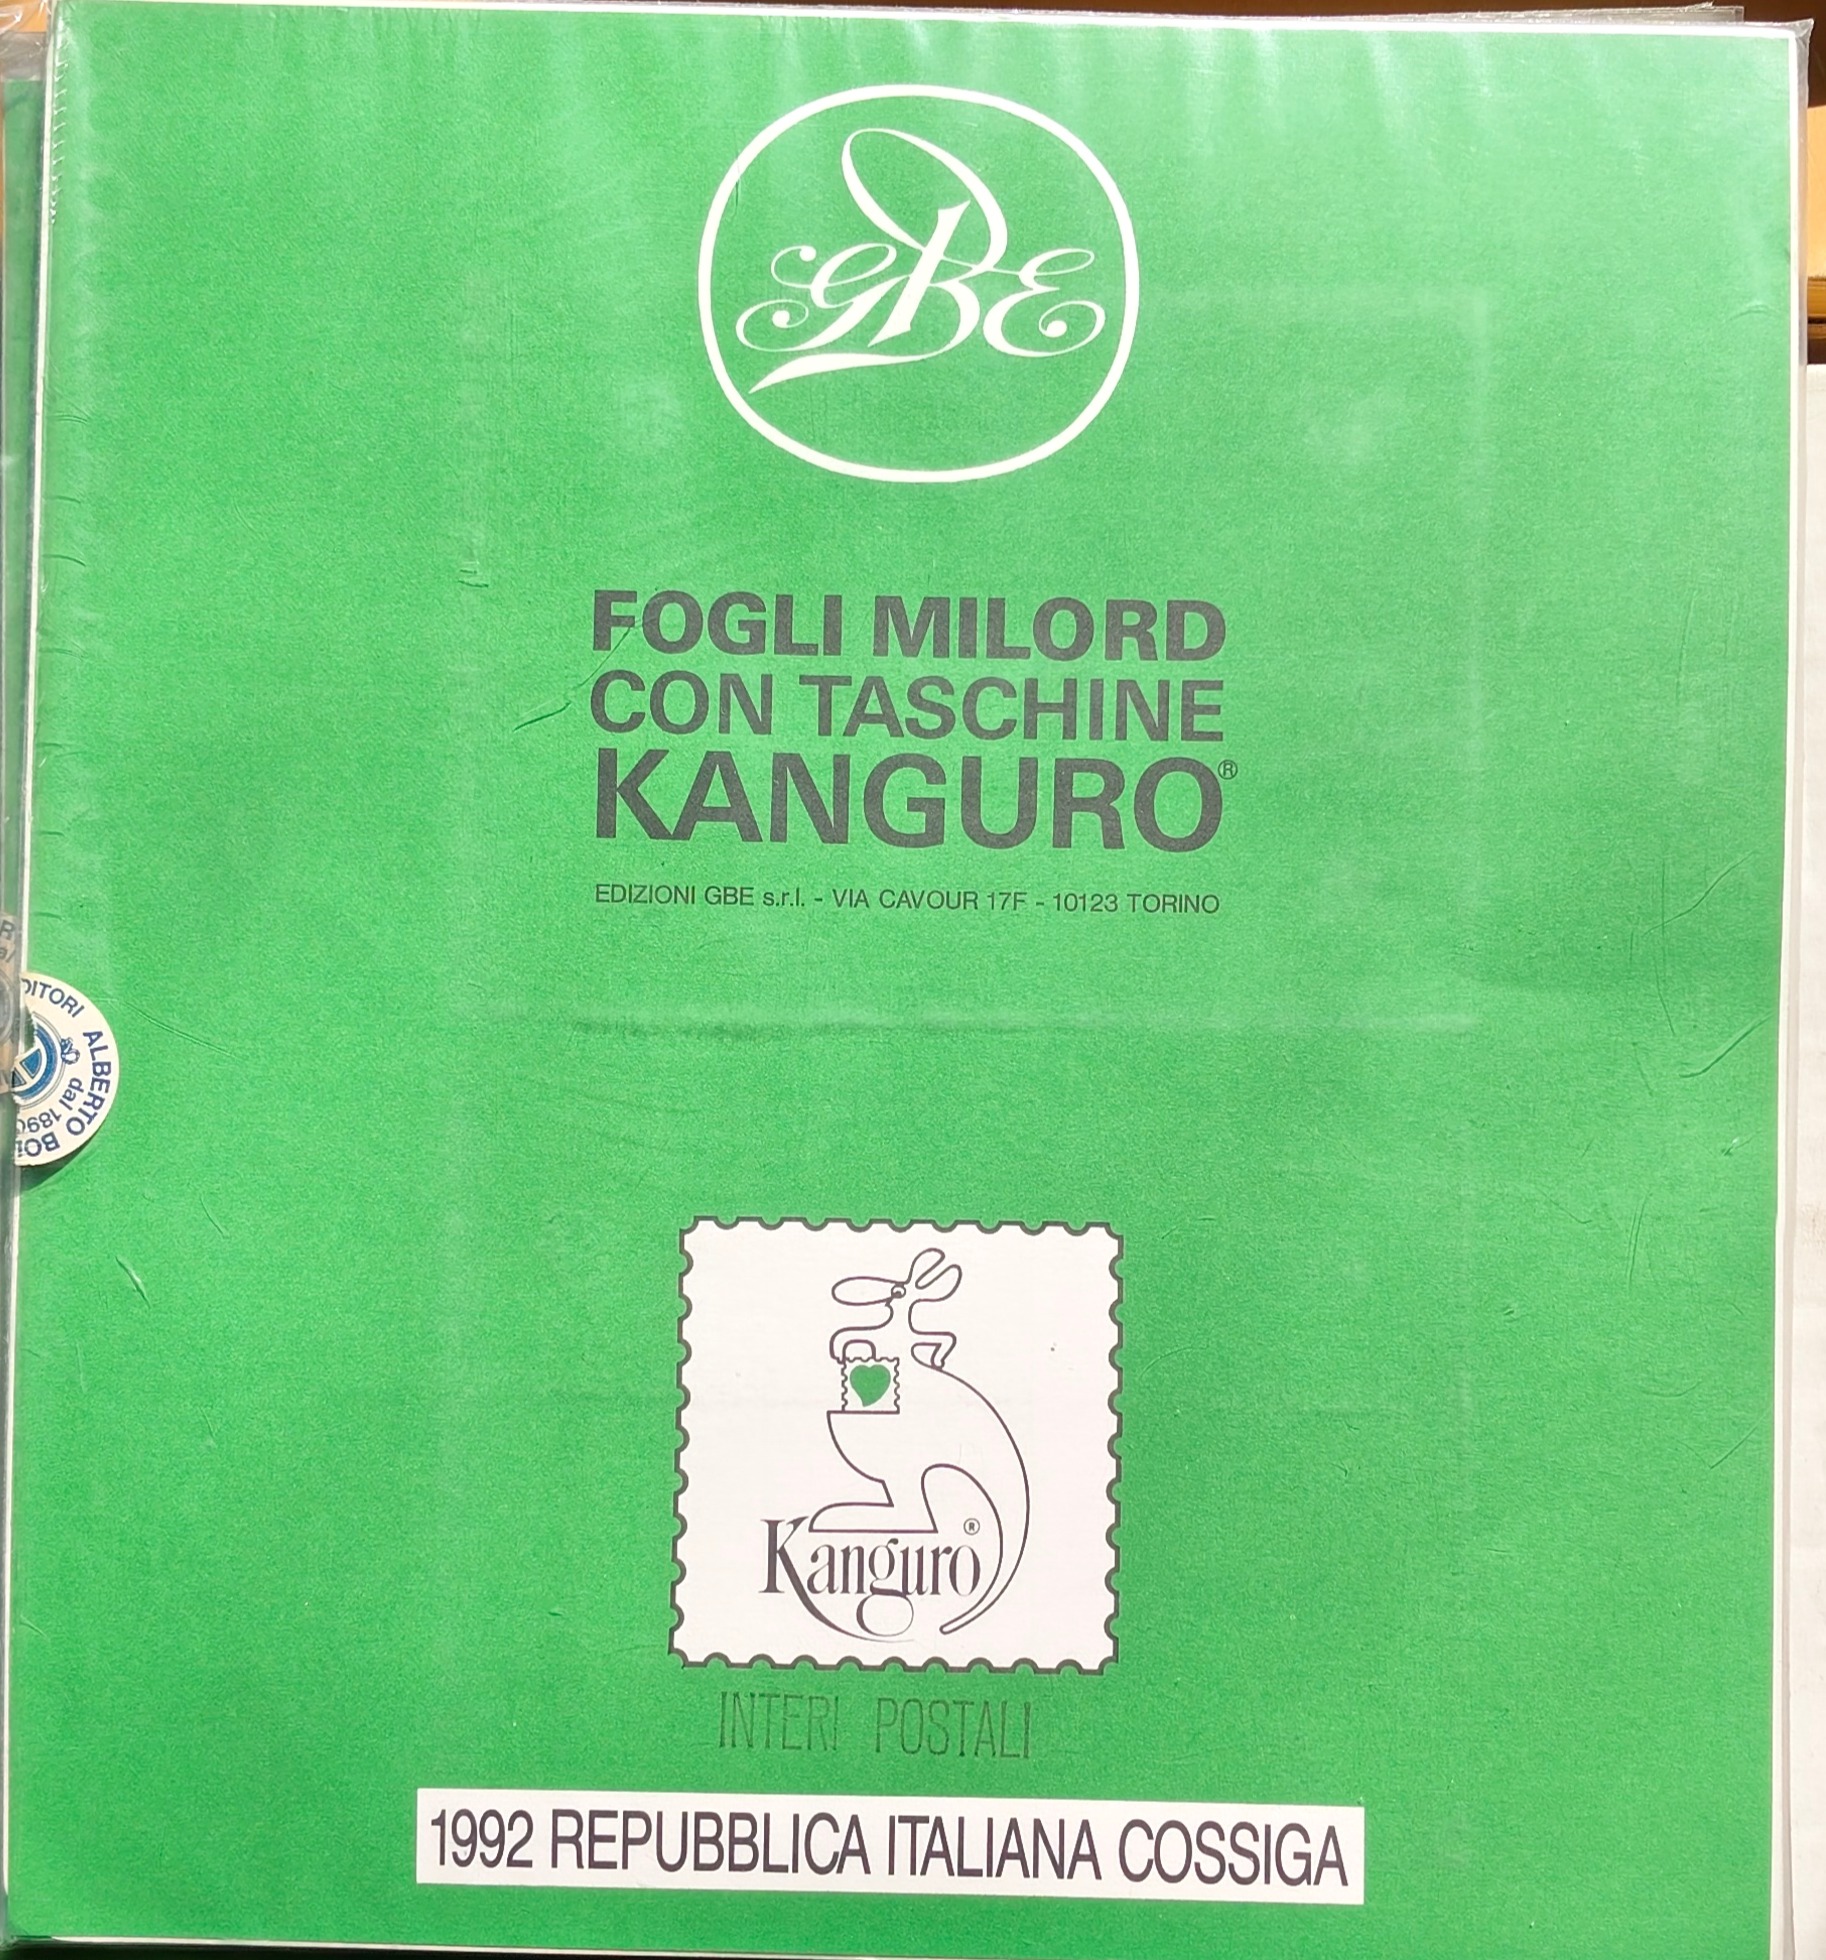 GBE
FOGLI MILORD
CON TASCHINE
KANGURO®
EDIZIONI GBE s.r.l. - VIA CAVOUR 17F - 10123 TORINO
ALBERTO
dal
Kanguro®
INTERI POSTALI
1992 REPUBBLICA ITALIANA COSSIGA